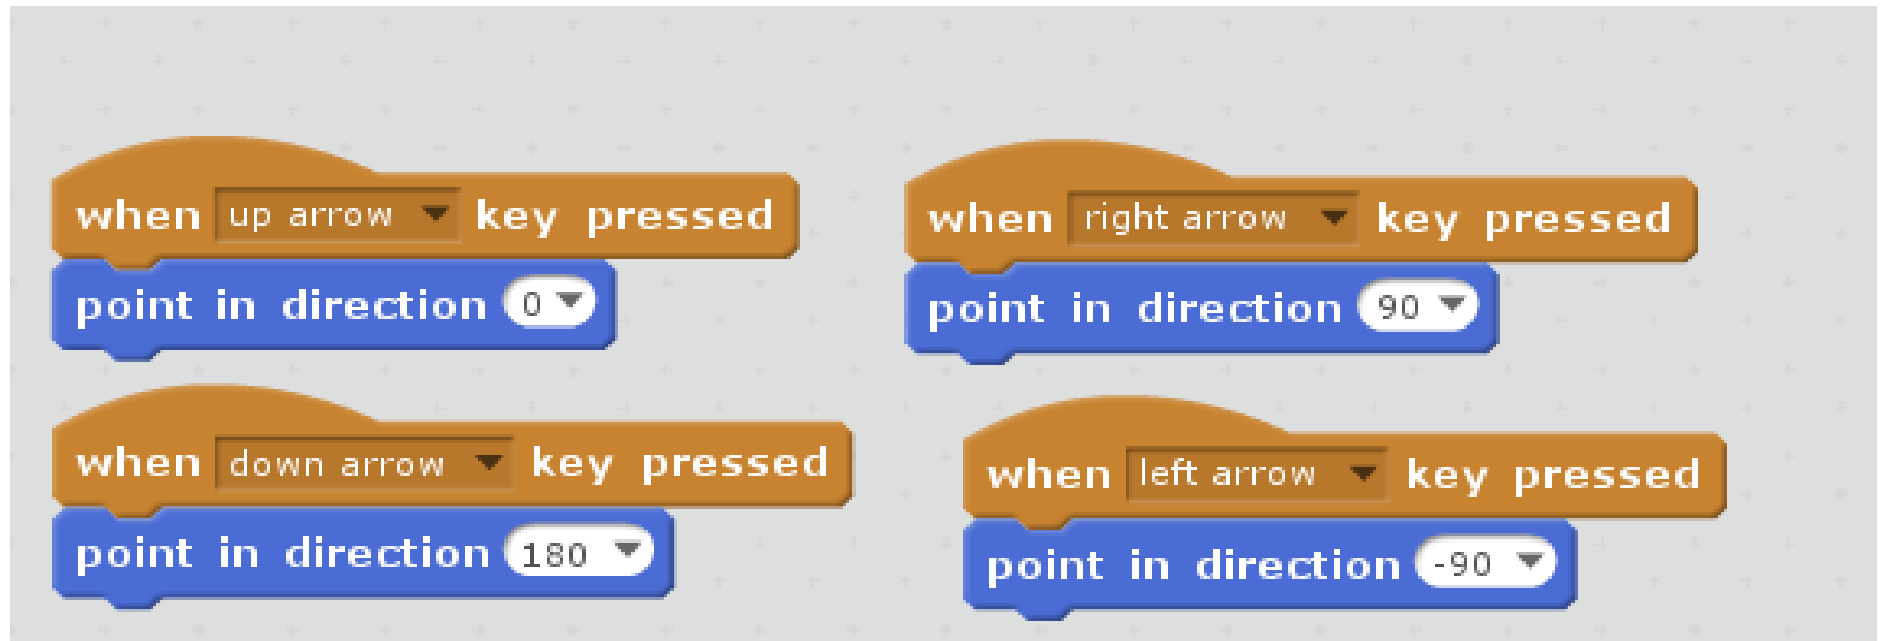 when up arrow key pressed
point in direction 0
when right arrow key pressed
point in direction 90
when down arrow key pressed
point in direction 180
when left arrow key pressed
point in direction -90